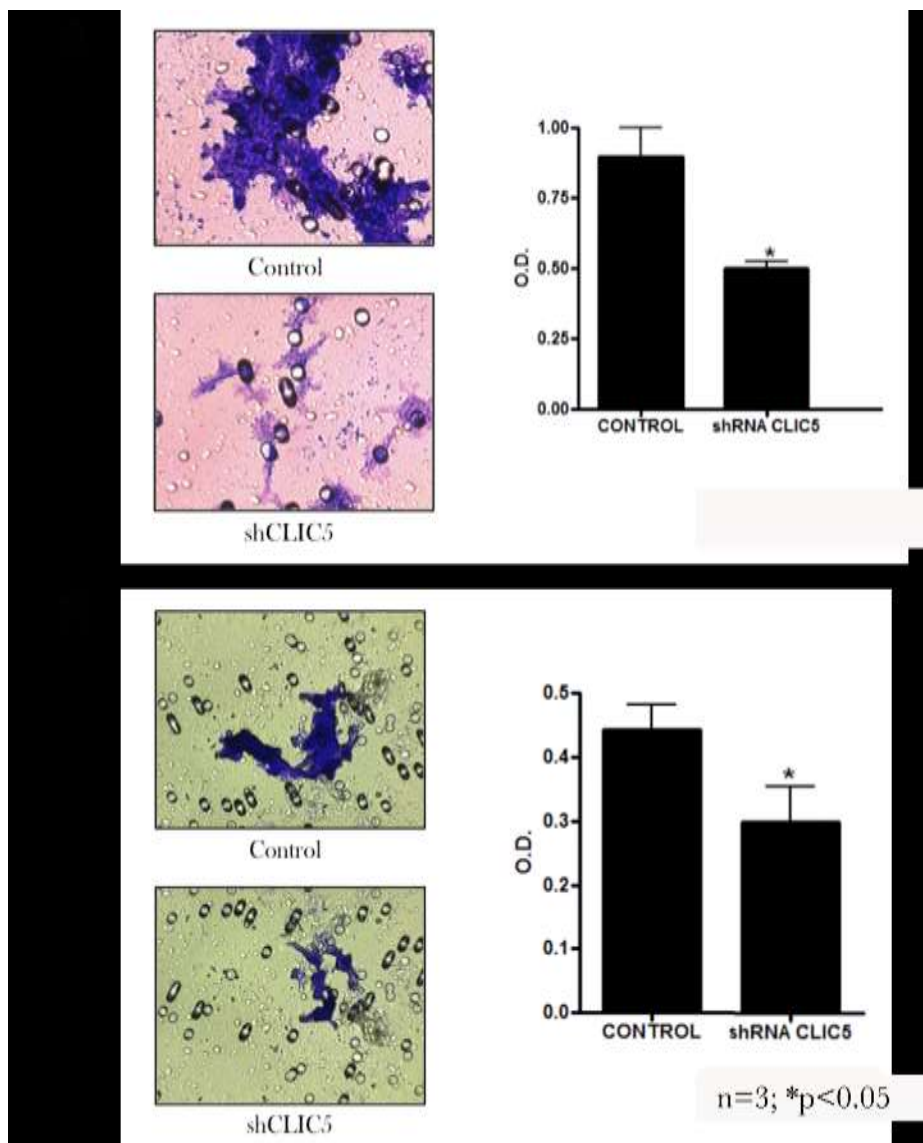 Control
shCLIC5
1.00
0.75
0.50
0.25
0.00
O.D.
*
CONTROL shRNA CLIC5
Control
shCLIC5
0.5
0.4
0.3
0.2
0.1
0.0
O.D.
*
CONTROL shRNA CLIC5
n=3; *p<0.05